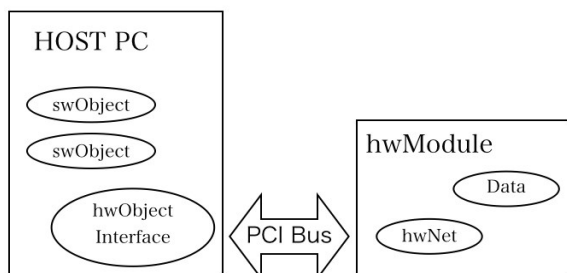 HOST PC
swObject
swObject
hwObject
Interface
PCI Bus
hwModule
Data
hwNet